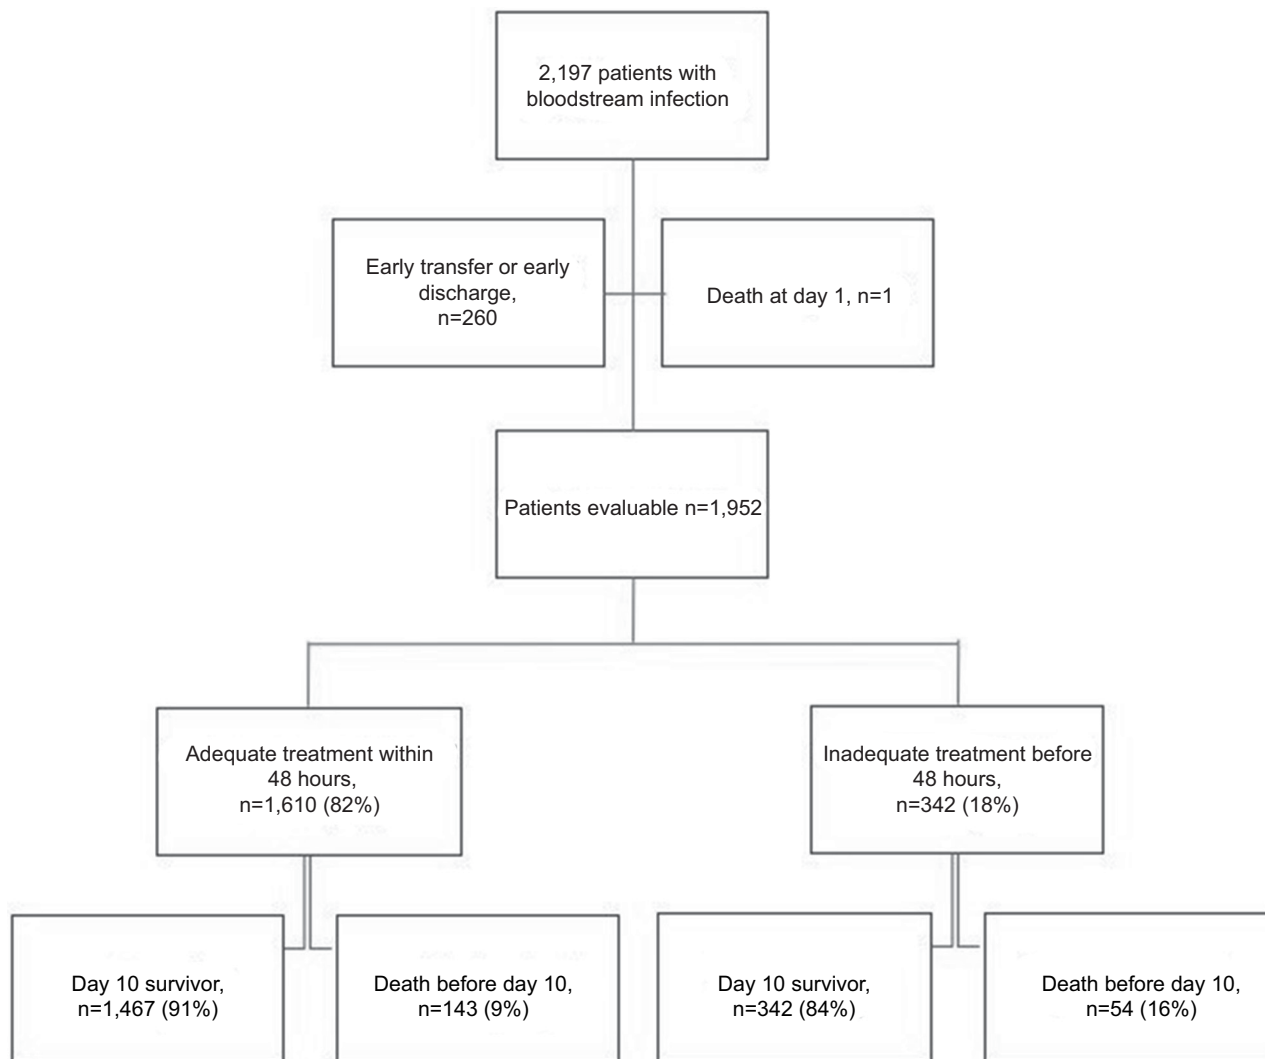 2,197 patients with
bloodstream infection
Early transfer or early
discharge,
n=260
Death at day 1, n=1
Patients evaluable n=1,952
Adequate treatment within
48 hours,
n=1,610 (82%)
Inadequate treatment before
48 hours,
n=342 (18%)
Day 10 survivor,
n=1,467 (91%)
Death before day 10,
n=143 (9%)
Day 10 survivor,
n=342 (84%)
Death before day 10,
n=54 (16%)